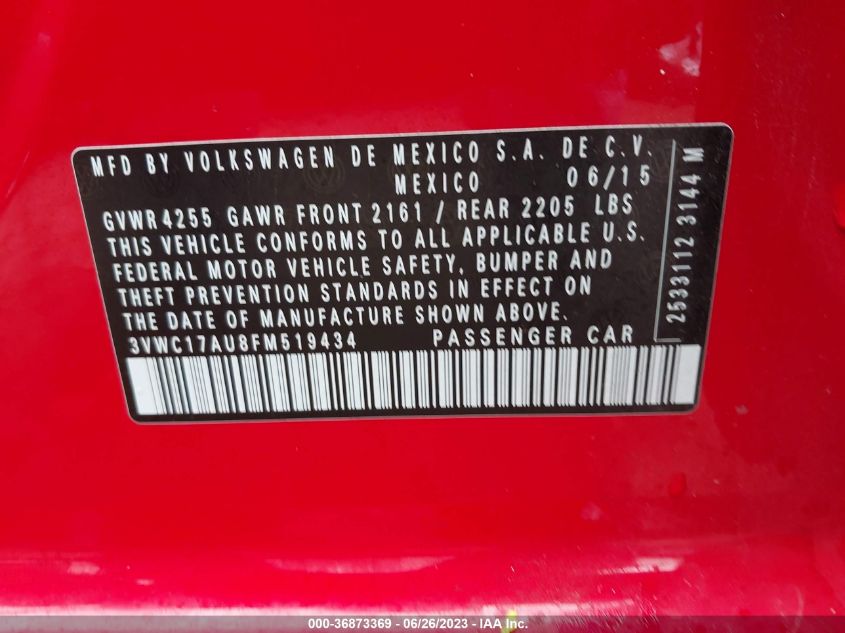 MFD BY VOLKSWAGEN DE MEXICO S.A. DE C.V.
MEXICO 06/15
GVWR4255 GAWR FRONT 2161 / REAR 2205 LBS
THIS VEHICLE CONFORMS TO ALL APPLICABLE U.S.
FEDERAL MOTOR VEHICLE SAFETY, BUMPER AND
THEFT PREVENTION STANDARDS IN EFFECT ON
THE DATE OF MANUFACTURE SHOWN ABOVE.
3VWC17AU8FM519434 PASSENGER CAR
2533112 3144 M
000-36873369 - 06/26/2023 - IAA Inc.